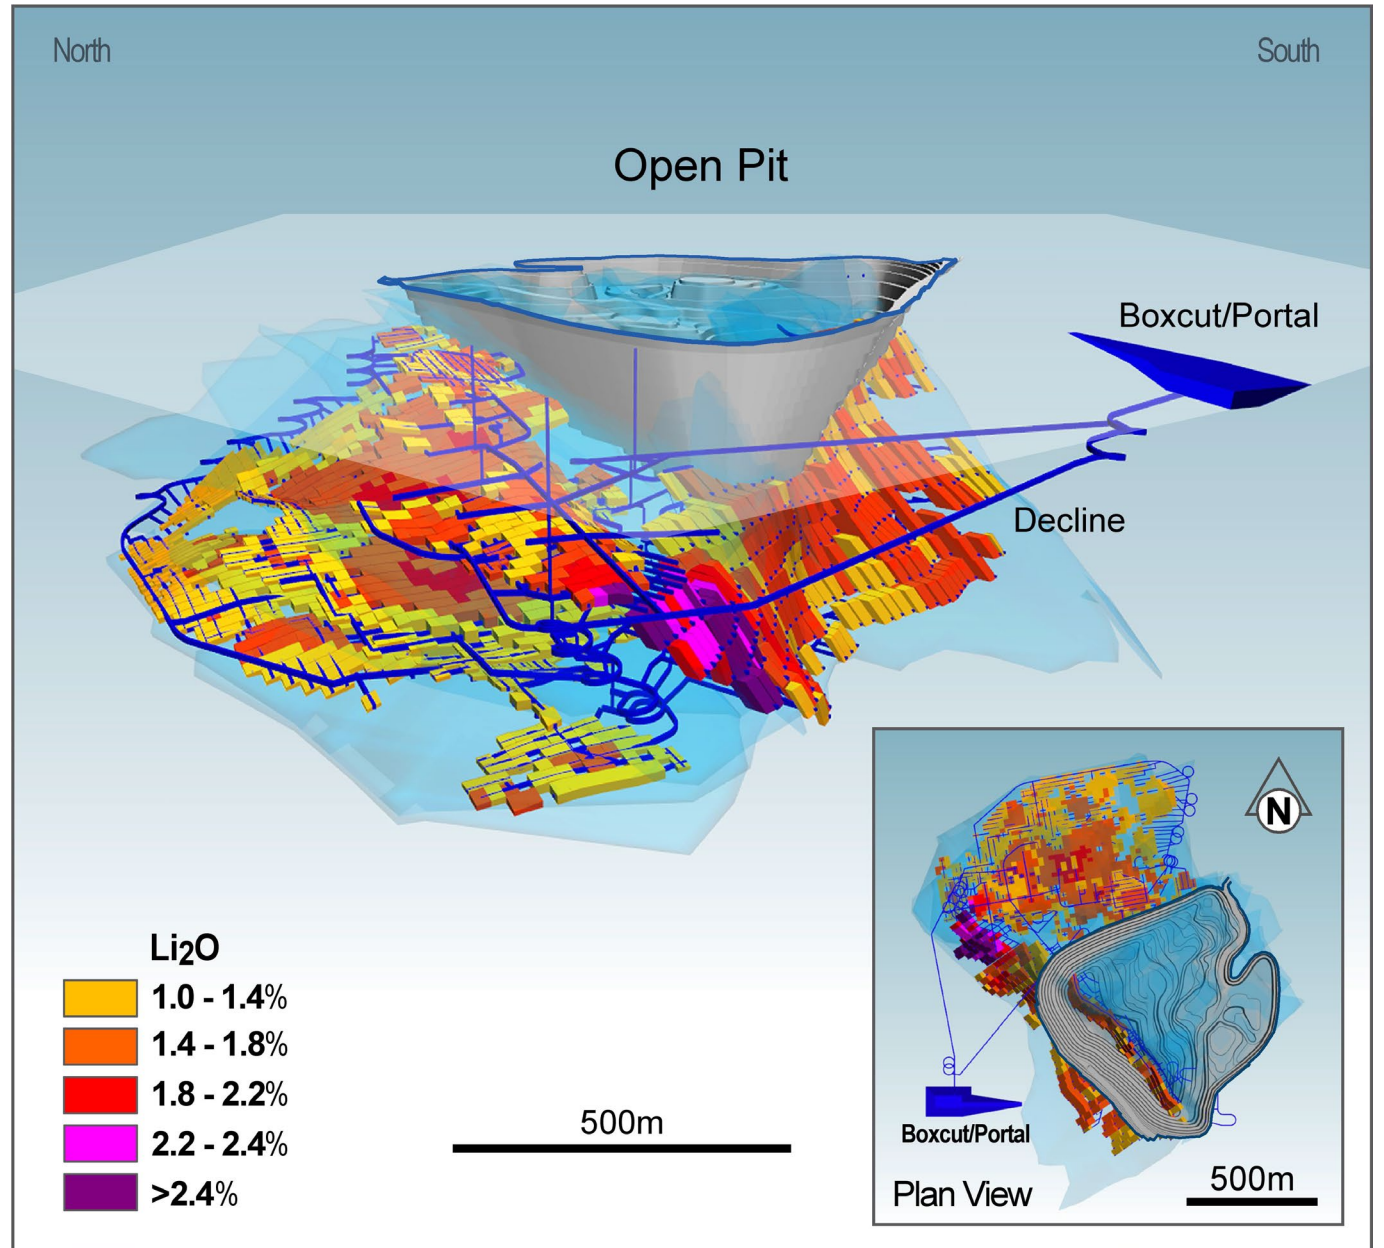 North
South
Open Pit
Boxcut/Portal
Decline
Li₂O
1.0 - 1.4%
1.4 - 1.8%
1.8 - 2.2%
2.2 - 2.4%
>2.4%
500m
N
Boxcut/Portal
Plan View
500m